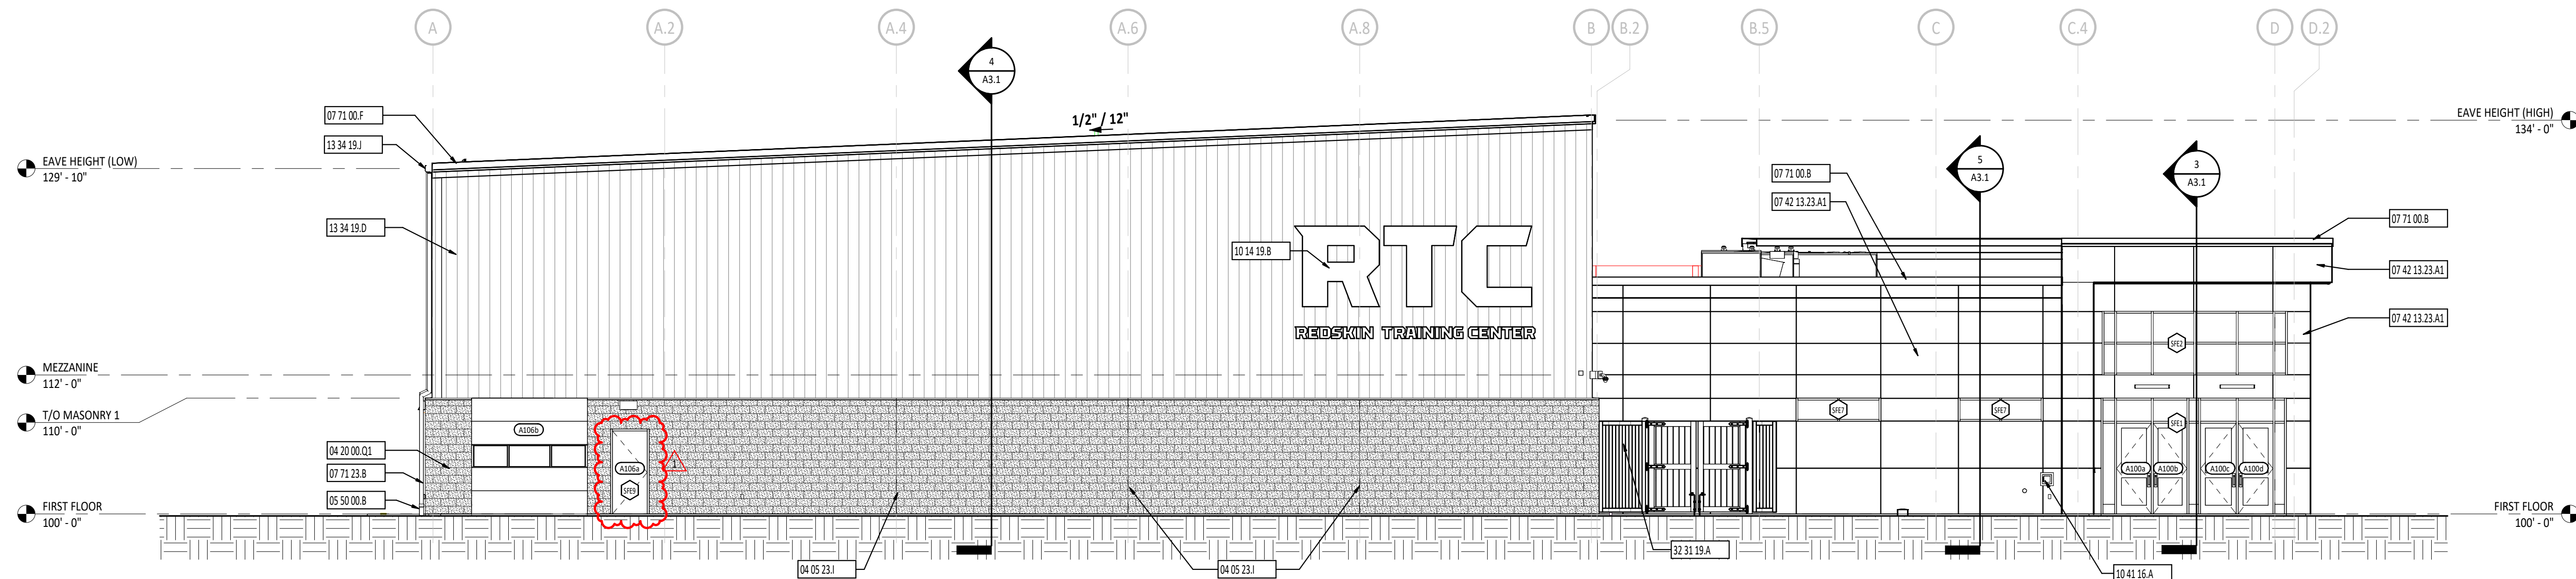 A
A.2
A.4
A.6
A.8
B
B.2
B.5
C
C.4
D
D.2
4
A3.1
07 71 00.F
1/2" / 12"
EAVE HEIGHT (HIGH)
134' - 0"
13 34 19.J
EAVE HEIGHT (LOW)
129' - 10"
5
A3.1
3
A3.1
07 71 00.B
07 42 13.23.A1
07 71 00.B
13 34 19.D
10 14 19.B
RTC
REDSKIN TRAINING CENTER
07 42 13.23.A1
07 42 13.23.A1
SFE2
MEZZANINE
112' - 0"
T/O MASONRY 1
110' - 0"
SFE7
SFE7
SFE1
A106b
04 20 00.Q1
07 71 23.B
05 50 00.B
A106a
1
SFE9
A100a
A100b
A100c
A100d
FIRST FLOOR
100' - 0"
FIRST FLOOR
100' - 0"
32 31 19.A
04 05 23.I
04 05 23.I
10 41 16.A